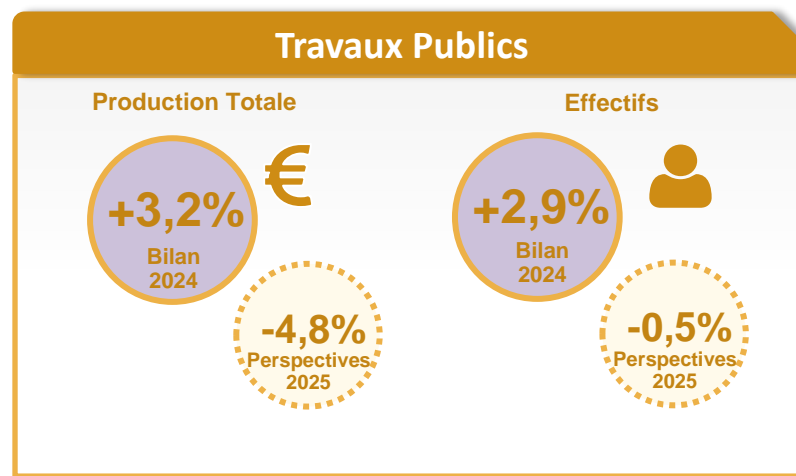 Travaux Publics
Production Totale
€
+3,2%
Bilan
2024
-4,8%
Perspectives
2025
Effectifs
+2,9%
Bilan
2024
-0,5%
Perspectives
2025